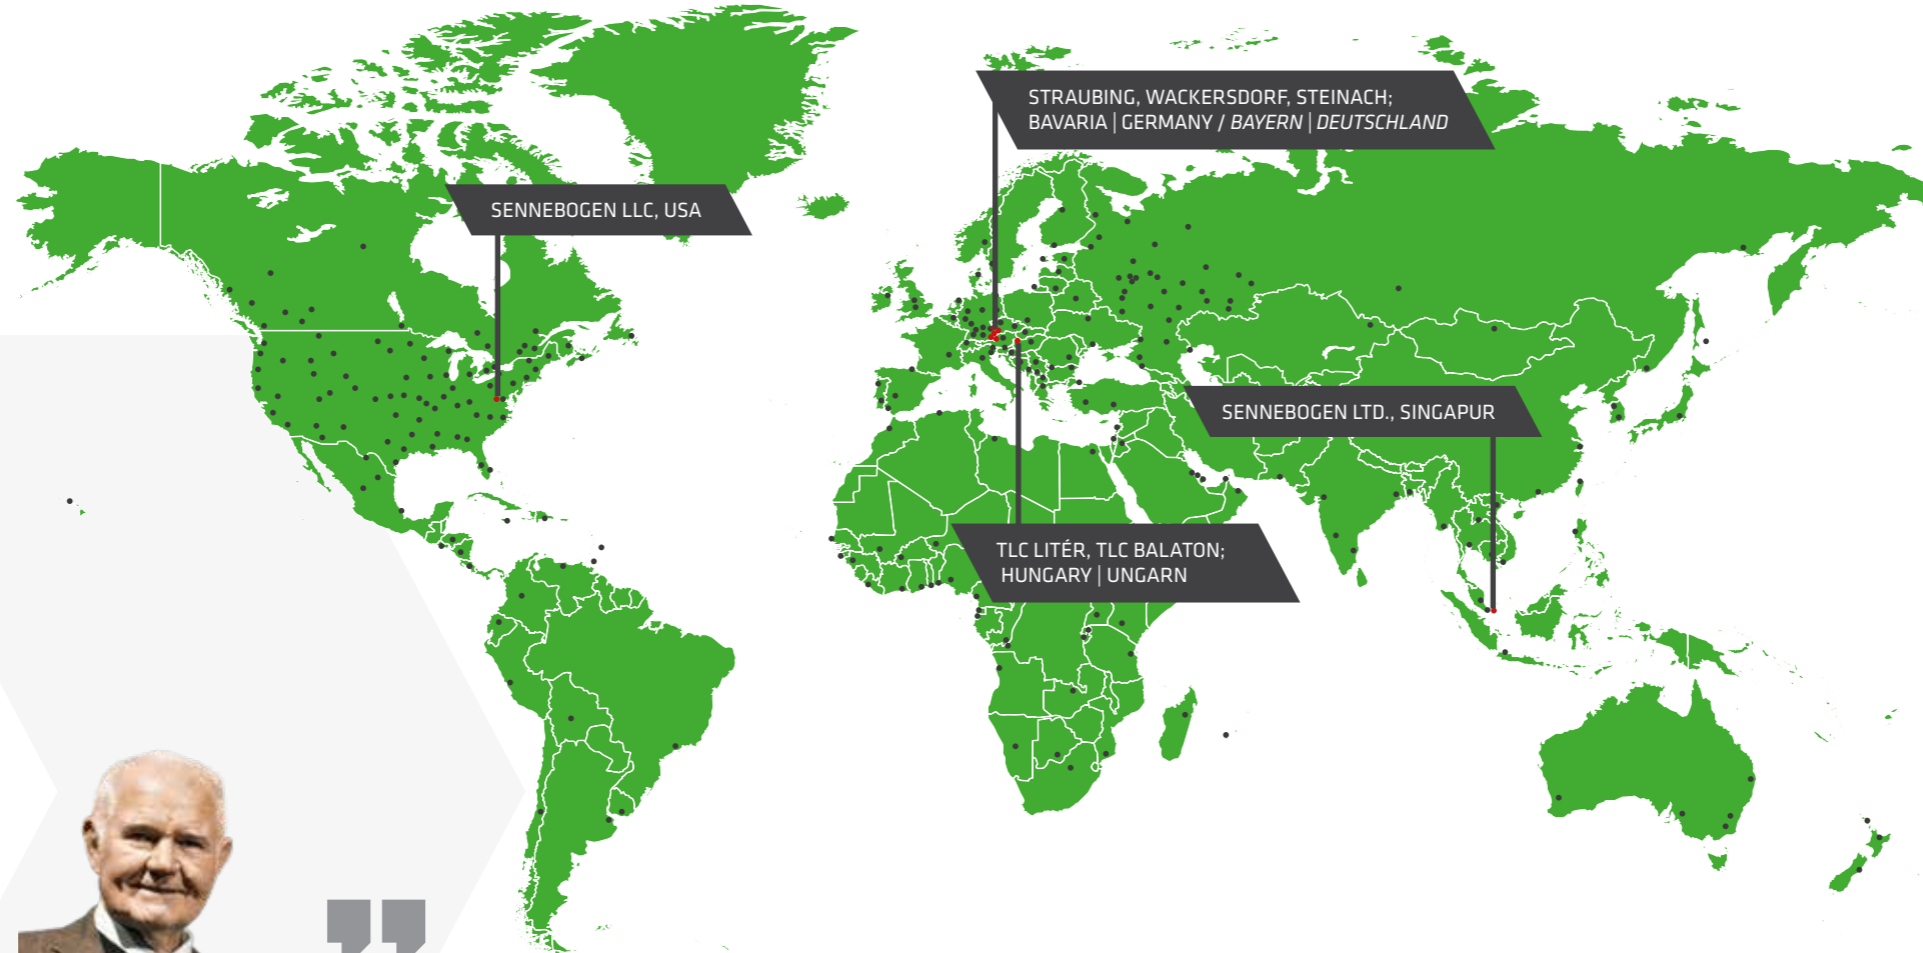 STRAUBING, WACKERSDORF, STEINACH;
BAVARIA | GERMANY / BAYERN | DEUTSCHLAND
SENNEBOGEN LLC, USA
SENNEBOGEN LTD., SINGAPUR
TLC LITÉR, TLC BALATON;
HUNGARY | UNGARN